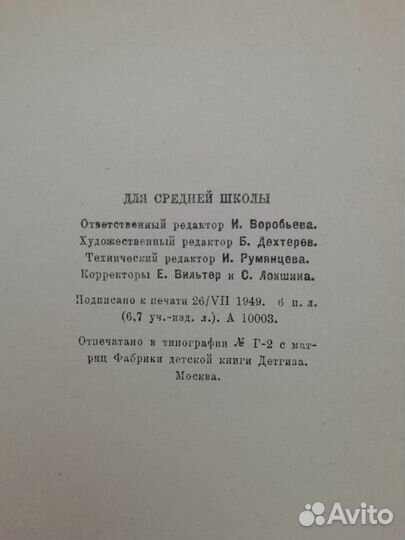 ДЛЯ СРЕДНЕЙ ШКОЛЫ
Ответственный редактор И. Воробьева.
Художественный редактор Б. Дехтерев.
Технический редактор И. Румянцева.
Корректоры Е. Вильтер и С. Локшина.
Подписано к печати 26/VII 1949. 6 п. л.
(6,7 уч.-изд. л.). А 10003.
Отпечатано в типографии № Г-2 с мат-
риц Фабрики детской книги Детгиза.
Москва.
Avito